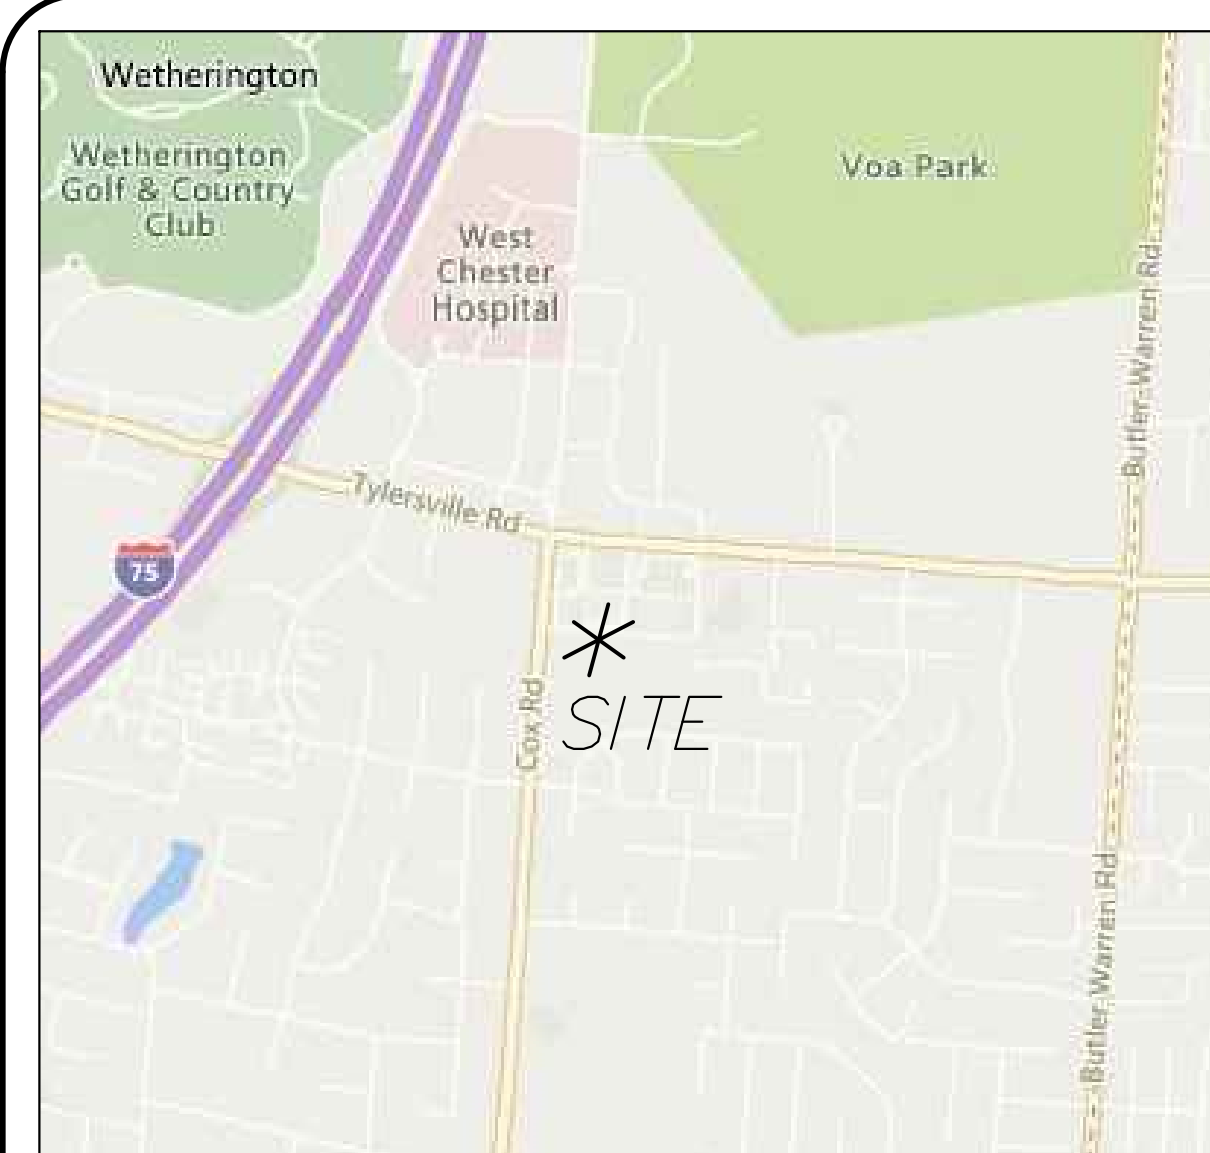 Wetherington
Wetherington
Golf & Country
Club
Voa Park
West
Chester
Hospital
Butler-Warren Rd
Tylersville Rd
75
SITE
Cox Rd
Butler-Warren Rd